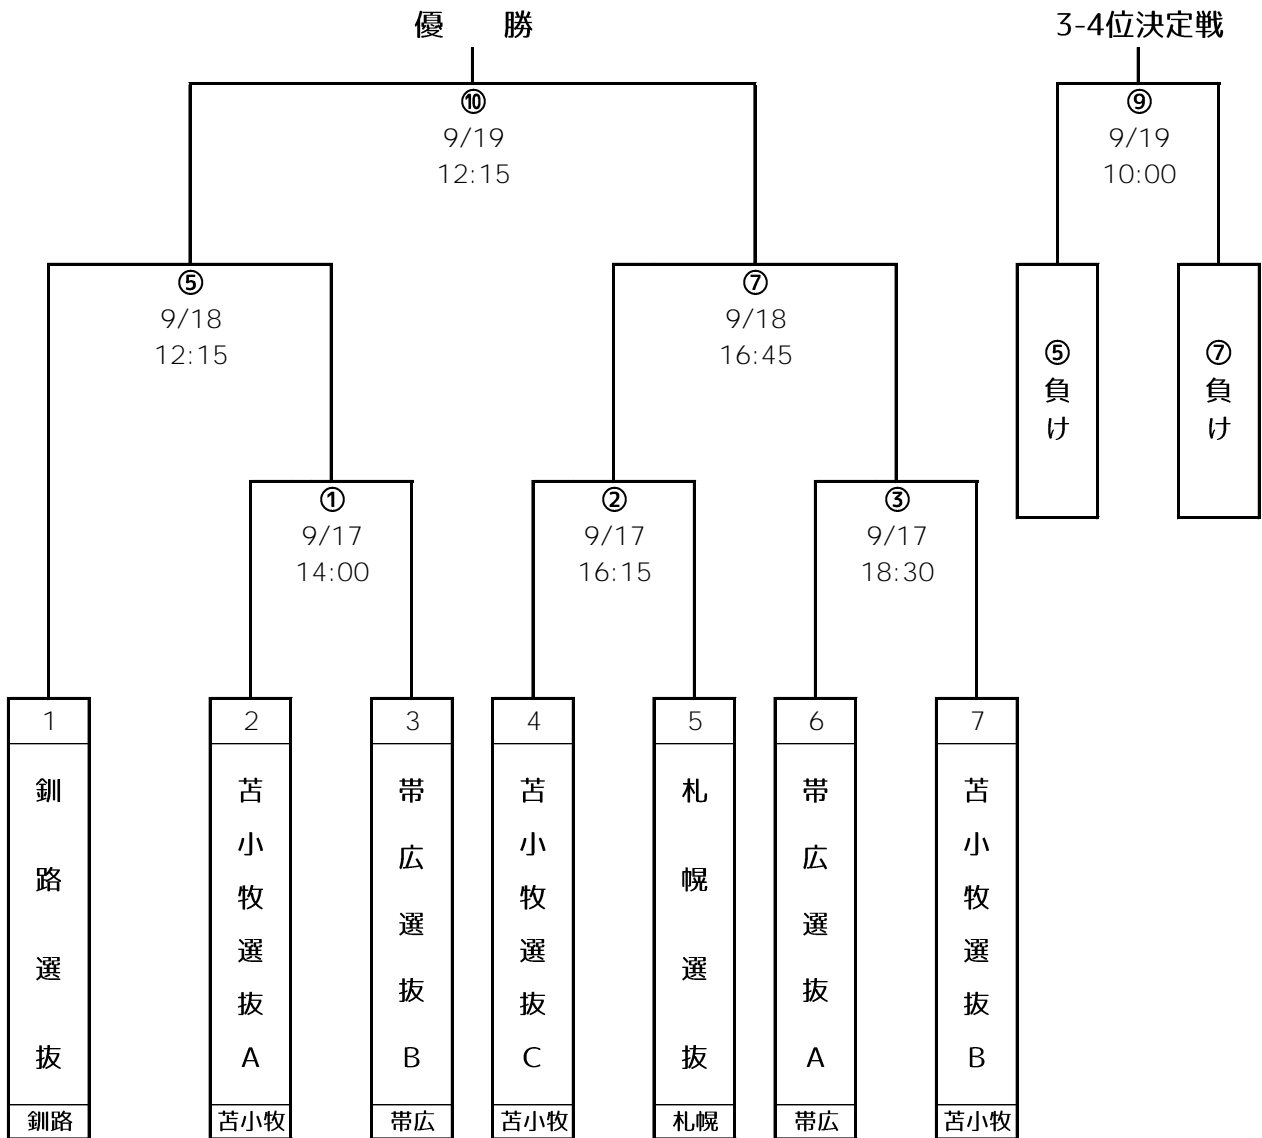 優　勝
3-4位決定戦
⑩
9/19
12:15
⑨
9/19
10:00
⑤
9/18
12:15
⑦
9/18
16:45
⑤負け
⑦負け
①
9/17
14:00
②
9/17
16:15
③
9/17
18:30
1
釧路選抜
釧路
2
苫小牧選抜A
苫小牧
3
帯広選抜B
帯広
4
苫小牧選抜C
苫小牧
5
札幌選抜
札幌
6
帯広選抜A
帯広
7
苫小牧選抜B
苫小牧